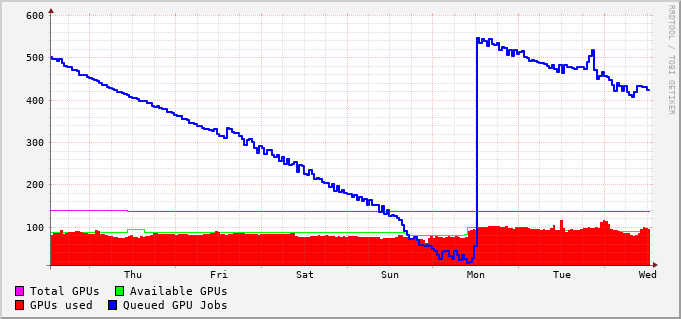 600
500
400
300
200
100
Thu Fri Sat Sun Mon Tue Wed
RRDTOOL / TOBI OETIKER
Total GPUs Available GPUs
GPUs used Queued GPU Jobs